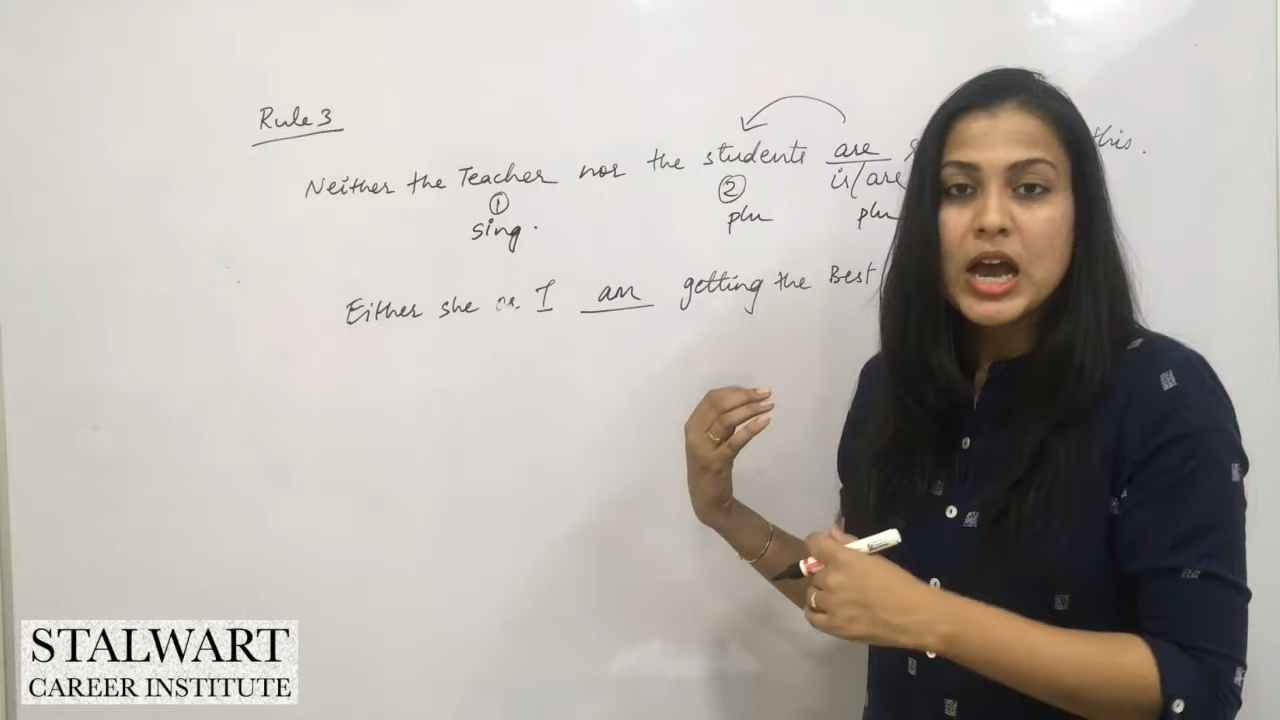 Rule 3
Neither the Teacher nor the students are this.
① ② is/are
sing. plu plu
Either she or I am getting the Best
STALWART
CAREER INSTITUTE